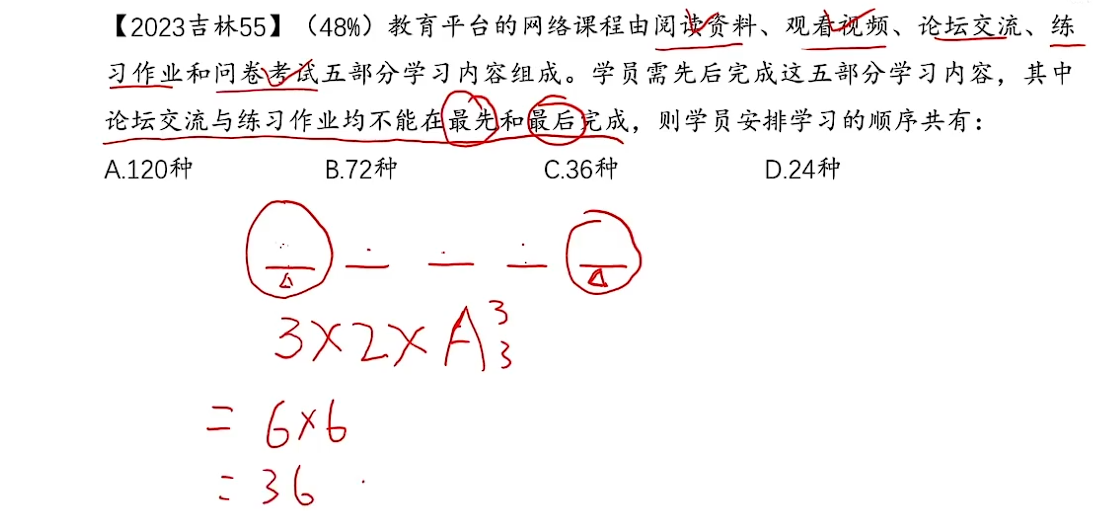 【2023吉林55】（48%）教育平台的网络课程由阅读资料、观看视频、论坛交流、练
习作业和问卷考试五部分学习内容组成。学员需先后完成这五部分学习内容，其中
论坛交流与练习作业均不能在最先和最后完成，则学员安排学习的顺序共有：
A.120种 B.72种 C.36种 D.24种
3×2×A³₃
= 6×6
= 36